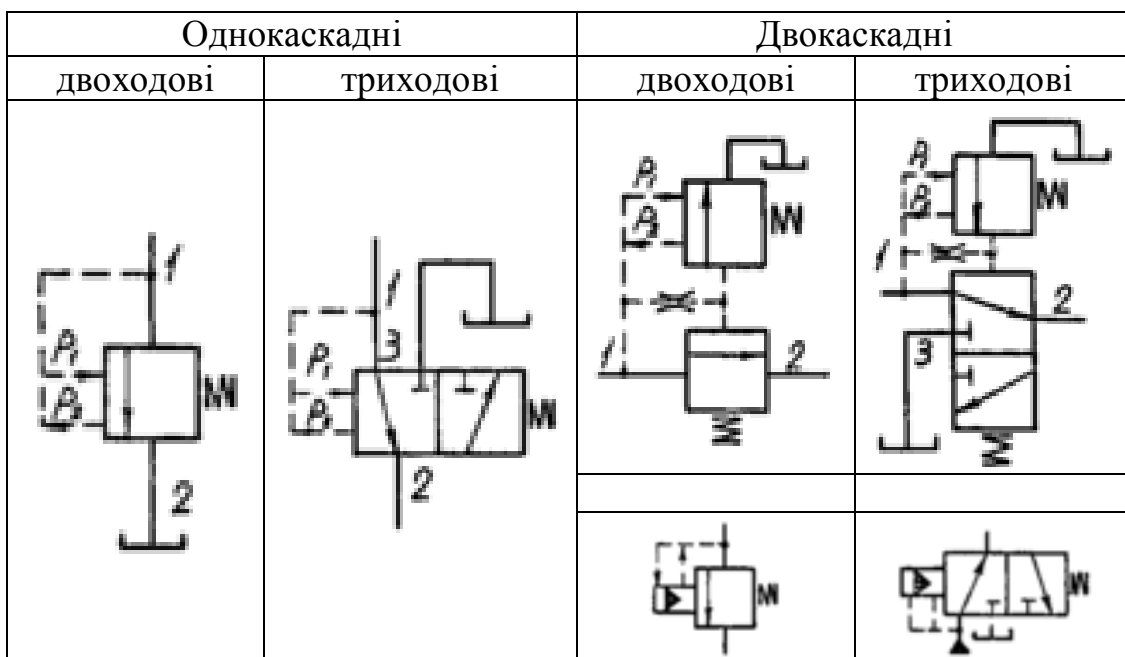 Однокаскадні Двокаскадні
двоходові триходові двоходові триходові
1
P₁
P₂
2
1
3
P₁
P₂
2
P₁
P₂
1
2
P₁
P₂
1
2
3